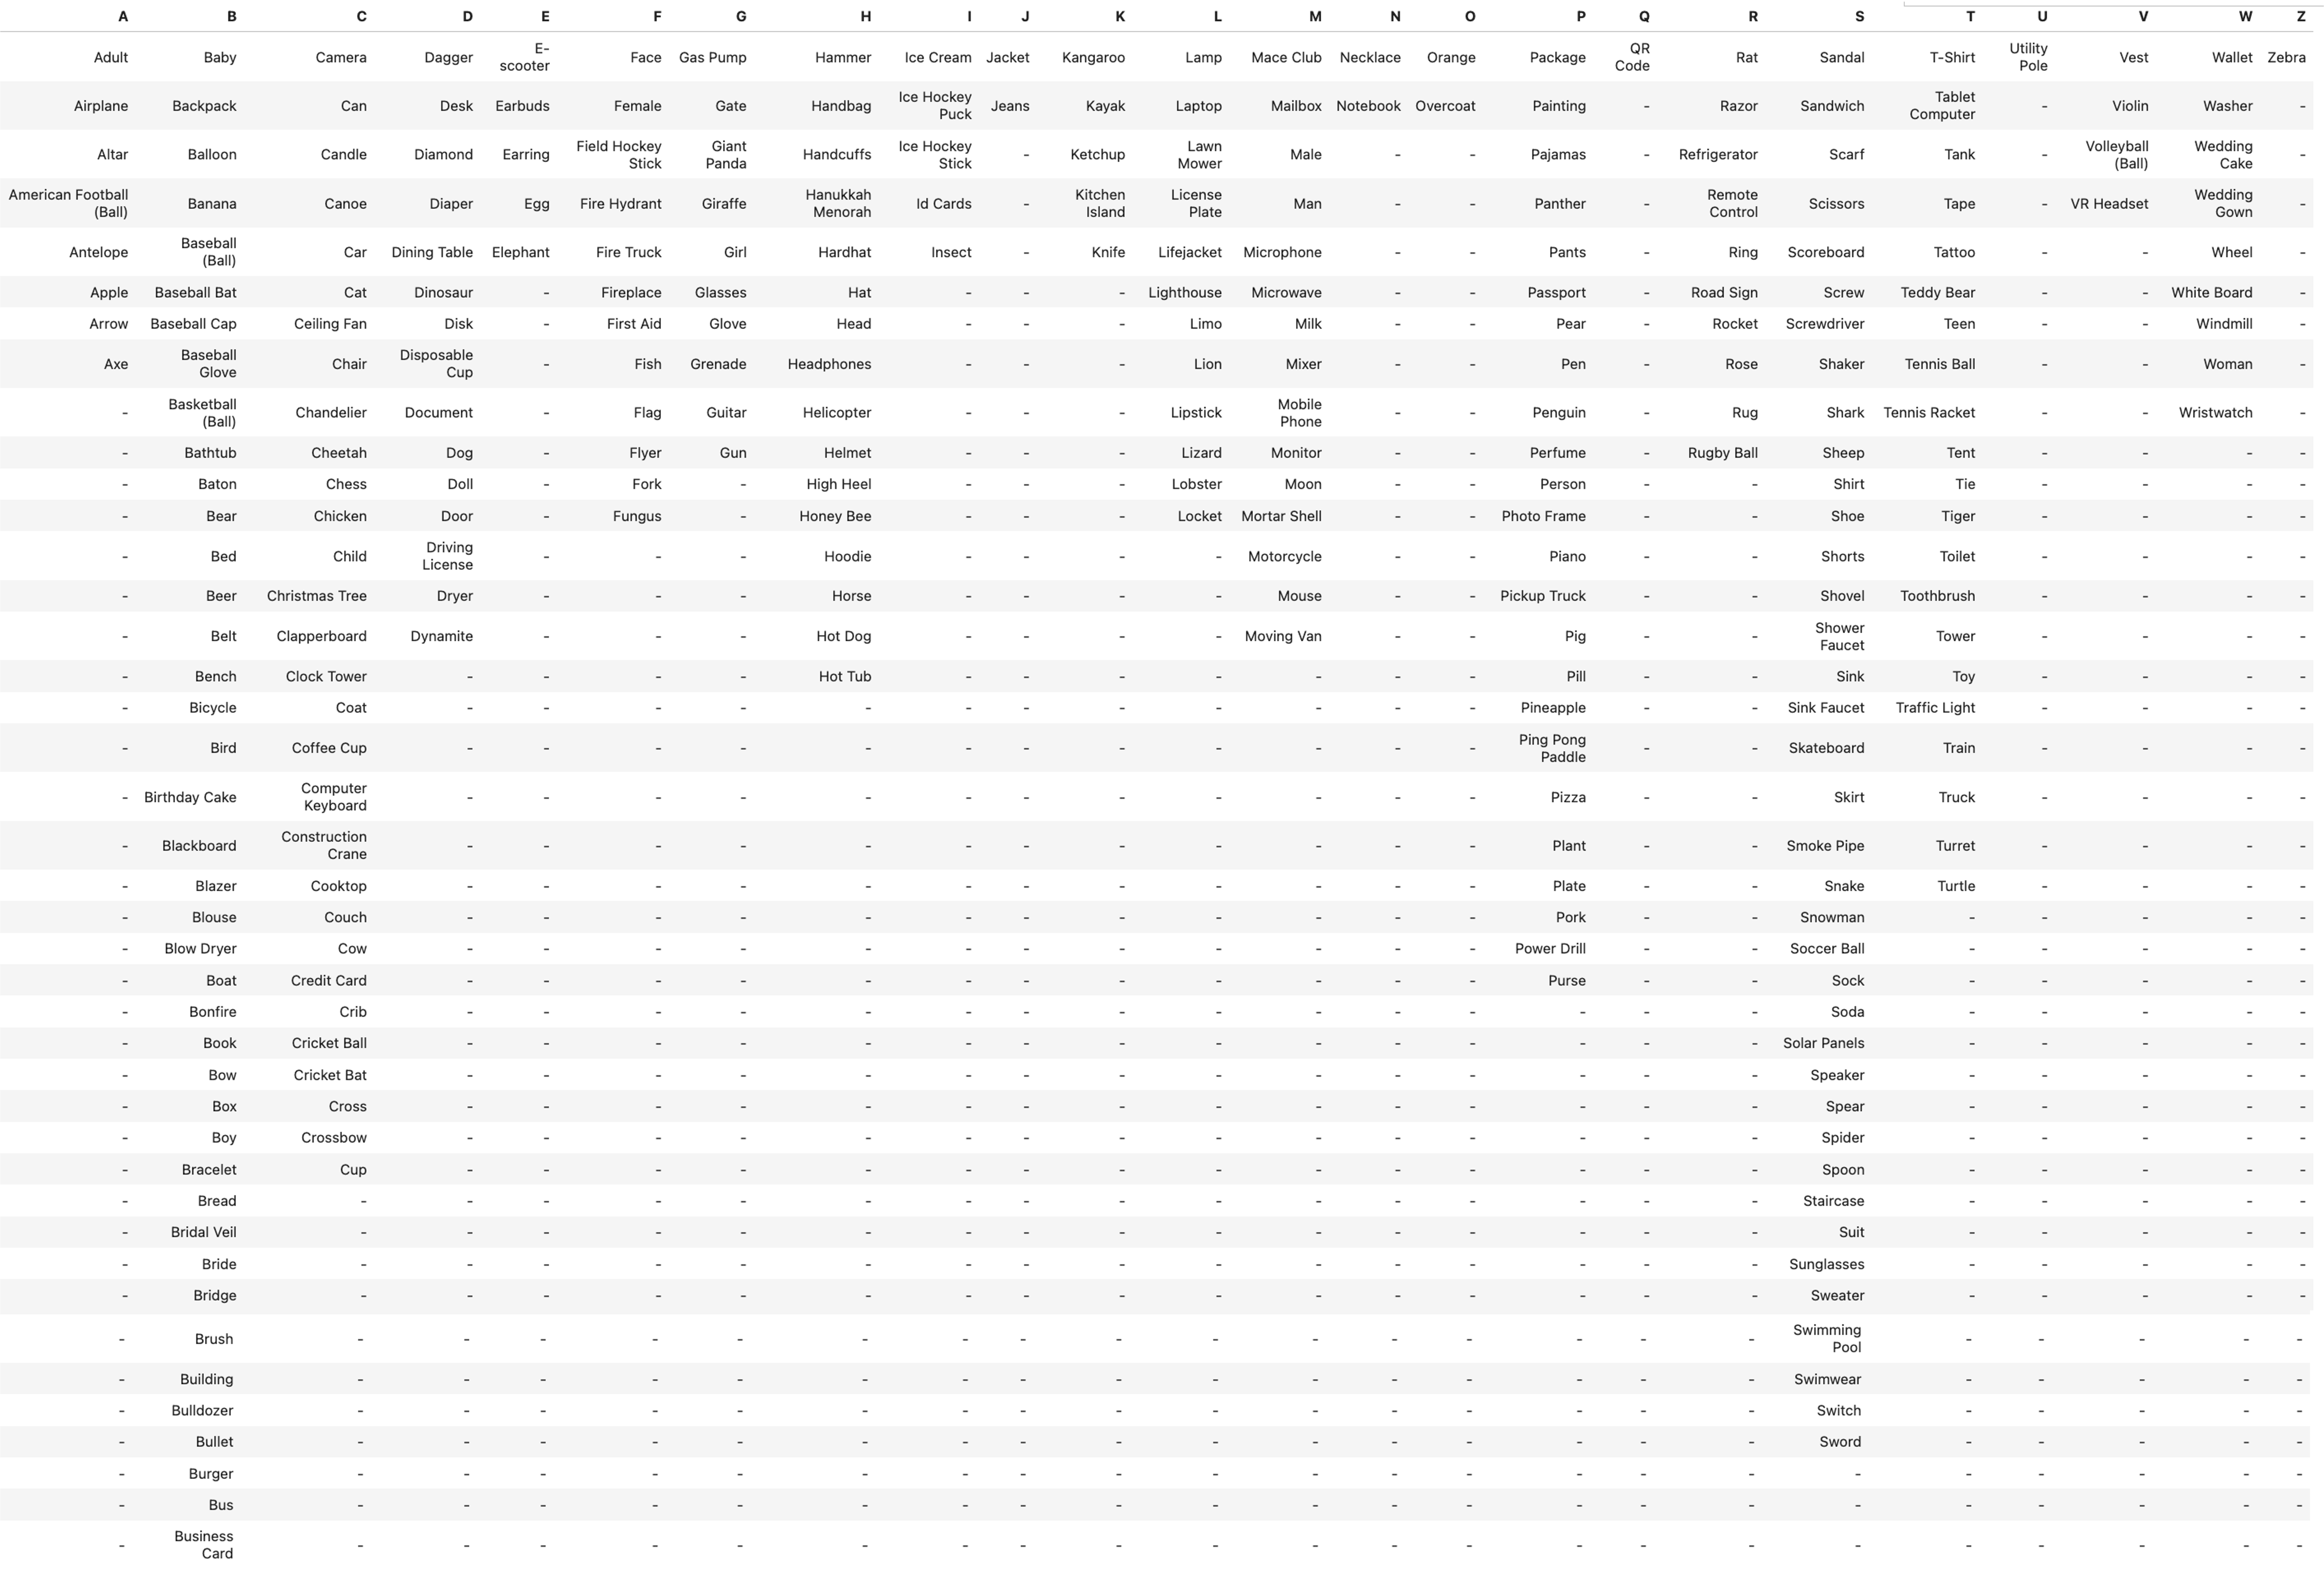 A B C D E F G H I J K L M N O P Q R S T U V W Z
Adult Baby Camera Dagger E-scooter Face Gas Pump Hammer Ice Cream Jacket Kangaroo Lamp Mace Club Necklace Orange Package QR Code Rat Sandal T-Shirt Utility Pole Vest Wallet Zebra
Airplane Backpack Can Desk Earbuds Female Gate Handbag Ice Hockey Puck Jeans Kayak Laptop Mailbox Notebook Overcoat Painting - Razor Sandwich Tablet Computer - Violin Washer -
Altar Balloon Candle Diamond Earring Field Hockey Stick Giant Panda Handcuffs Ice Hockey Stick - Ketchup Lawn Mower Male - - Pajamas - Refrigerator Scarf Tank - Volleyball (Ball) Wedding Cake -
American Football (Ball) Banana Canoe Diaper Egg Fire Hydrant Giraffe Hanukkah Menorah Id Cards - Kitchen Island License Plate Man - - Panther - Remote Control Scissors Tape - VR Headset Wedding Gown -
Antelope Baseball (Ball) Car Dining Table Elephant Fire Truck Girl Hardhat Insect - Knife Lifejacket Microphone - - Pants - Ring Scoreboard Tattoo - - Wheel -
Apple Baseball Bat Cat Dinosaur - Fireplace Glasses Hat - - - Lighthouse Microwave - - Passport - Road Sign Screw Teddy Bear - - White Board -
Arrow Baseball Cap Ceiling Fan Disk - First Aid Glove Head - - - Limo Milk - - Pear - Rocket Screwdriver Teen - - Windmill -
Axe Baseball Glove Chair Disposable Cup - Fish Grenade Headphones - - - Lion Mixer - - Pen - Rose Shaker Tennis Ball - - Woman -
- Basketball (Ball) Chandelier Document - Flag Guitar Helicopter - - - Lipstick Mobile Phone - - Penguin - Rug Shark Tennis Racket - - Wristwatch -
- Bathtub Cheetah Dog - Flyer Gun Helmet - - - Lizard Monitor - - Perfume - Rugby Ball Sheep Tent - - - -
- Baton Chess Doll - Fork - High Heel - - - Lobster Moon - - Person - - Shirt Tie - - - -
- Bear Chicken Door - Fungus - Honey Bee - - - Locket Mortar Shell - - Photo Frame - - Shoe Tiger - - - -
- Bed Child Driving License - - - Hoodie - - - - Motorcycle - - Piano - - Shorts Toilet - - - -
- Beer Christmas Tree Dryer - - - Horse - - - - Mouse - - Pickup Truck - - Shovel Toothbrush - - - -
- Belt Clapperboard Dynamite - - - Hot Dog - - - - Moving Van - - Pig - - Shower Faucet Tower - - - -
- Bench Clock Tower - - - - Hot Tub - - - - - - - Pill - - Sink Toy - - - -
- Bicycle Coat - - - - - - - - - - - - Pineapple - - Sink Faucet Traffic Light - - - -
- Bird Coffee Cup - - - - - - - - - - - - Ping Pong Paddle - - Skateboard Train - - - -
- Birthday Cake Computer Keyboard - - - - - - - - - - - - Pizza - - Skirt Truck - - - -
- Blackboard Construction Crane - - - - - - - - - - - - Plant - - Smoke Pipe Turret - - - -
- Blazer Cooktop - - - - - - - - - - - - Plate - - Snake Turtle - - - -
- Blouse Couch - - - - - - - - - - - - Pork - - Snowman - - - - -
- Blow Dryer Cow - - - - - - - - - - - - Power Drill - - Soccer Ball - - - - -
- Boat Credit Card - - - - - - - - - - - - Purse - - Sock - - - - -
- Bonfire Crib - - - - - - - - - - - - - - - Soda - - - - -
- Book Cricket Ball - - - - - - - - - - - - - - - Solar Panels - - - - -
- Bow Cricket Bat - - - - - - - - - - - - - - - Speaker - - - - -
- Box Cross - - - - - - - - - - - - - - - Spear - - - - -
- Boy Crossbow - - - - - - - - - - - - - - - Spider - - - - -
- Bracelet Cup - - - - - - - - - - - - - - - Spoon - - - - -
- Bread - - - - - - - - - - - - - - - - Staircase - - - - -
- Bridal Veil - - - - - - - - - - - - - - - - Suit - - - - -
- Bride - - - - - - - - - - - - - - - - Sunglasses - - - - -
- Bridge - - - - - - - - - - - - - - - - Sweater - - - - -
- Brush - - - - - - - - - - - - - - - - Swimming Pool - - - - -
- Building - - - - - - - - - - - - - - - - Swimwear - - - - -
- Bulldozer - - - - - - - - - - - - - - - - Switch - - - - -
- Bullet - - - - - - - - - - - - - - - - Sword - - - - -
- Burger - - - - - - - - - - - - - - - - - - - - - -
- Bus - - - - - - - - - - - - - - - - - - - - - -
- Business Card - - - - - - - - - - - - - - - - - - - - - -